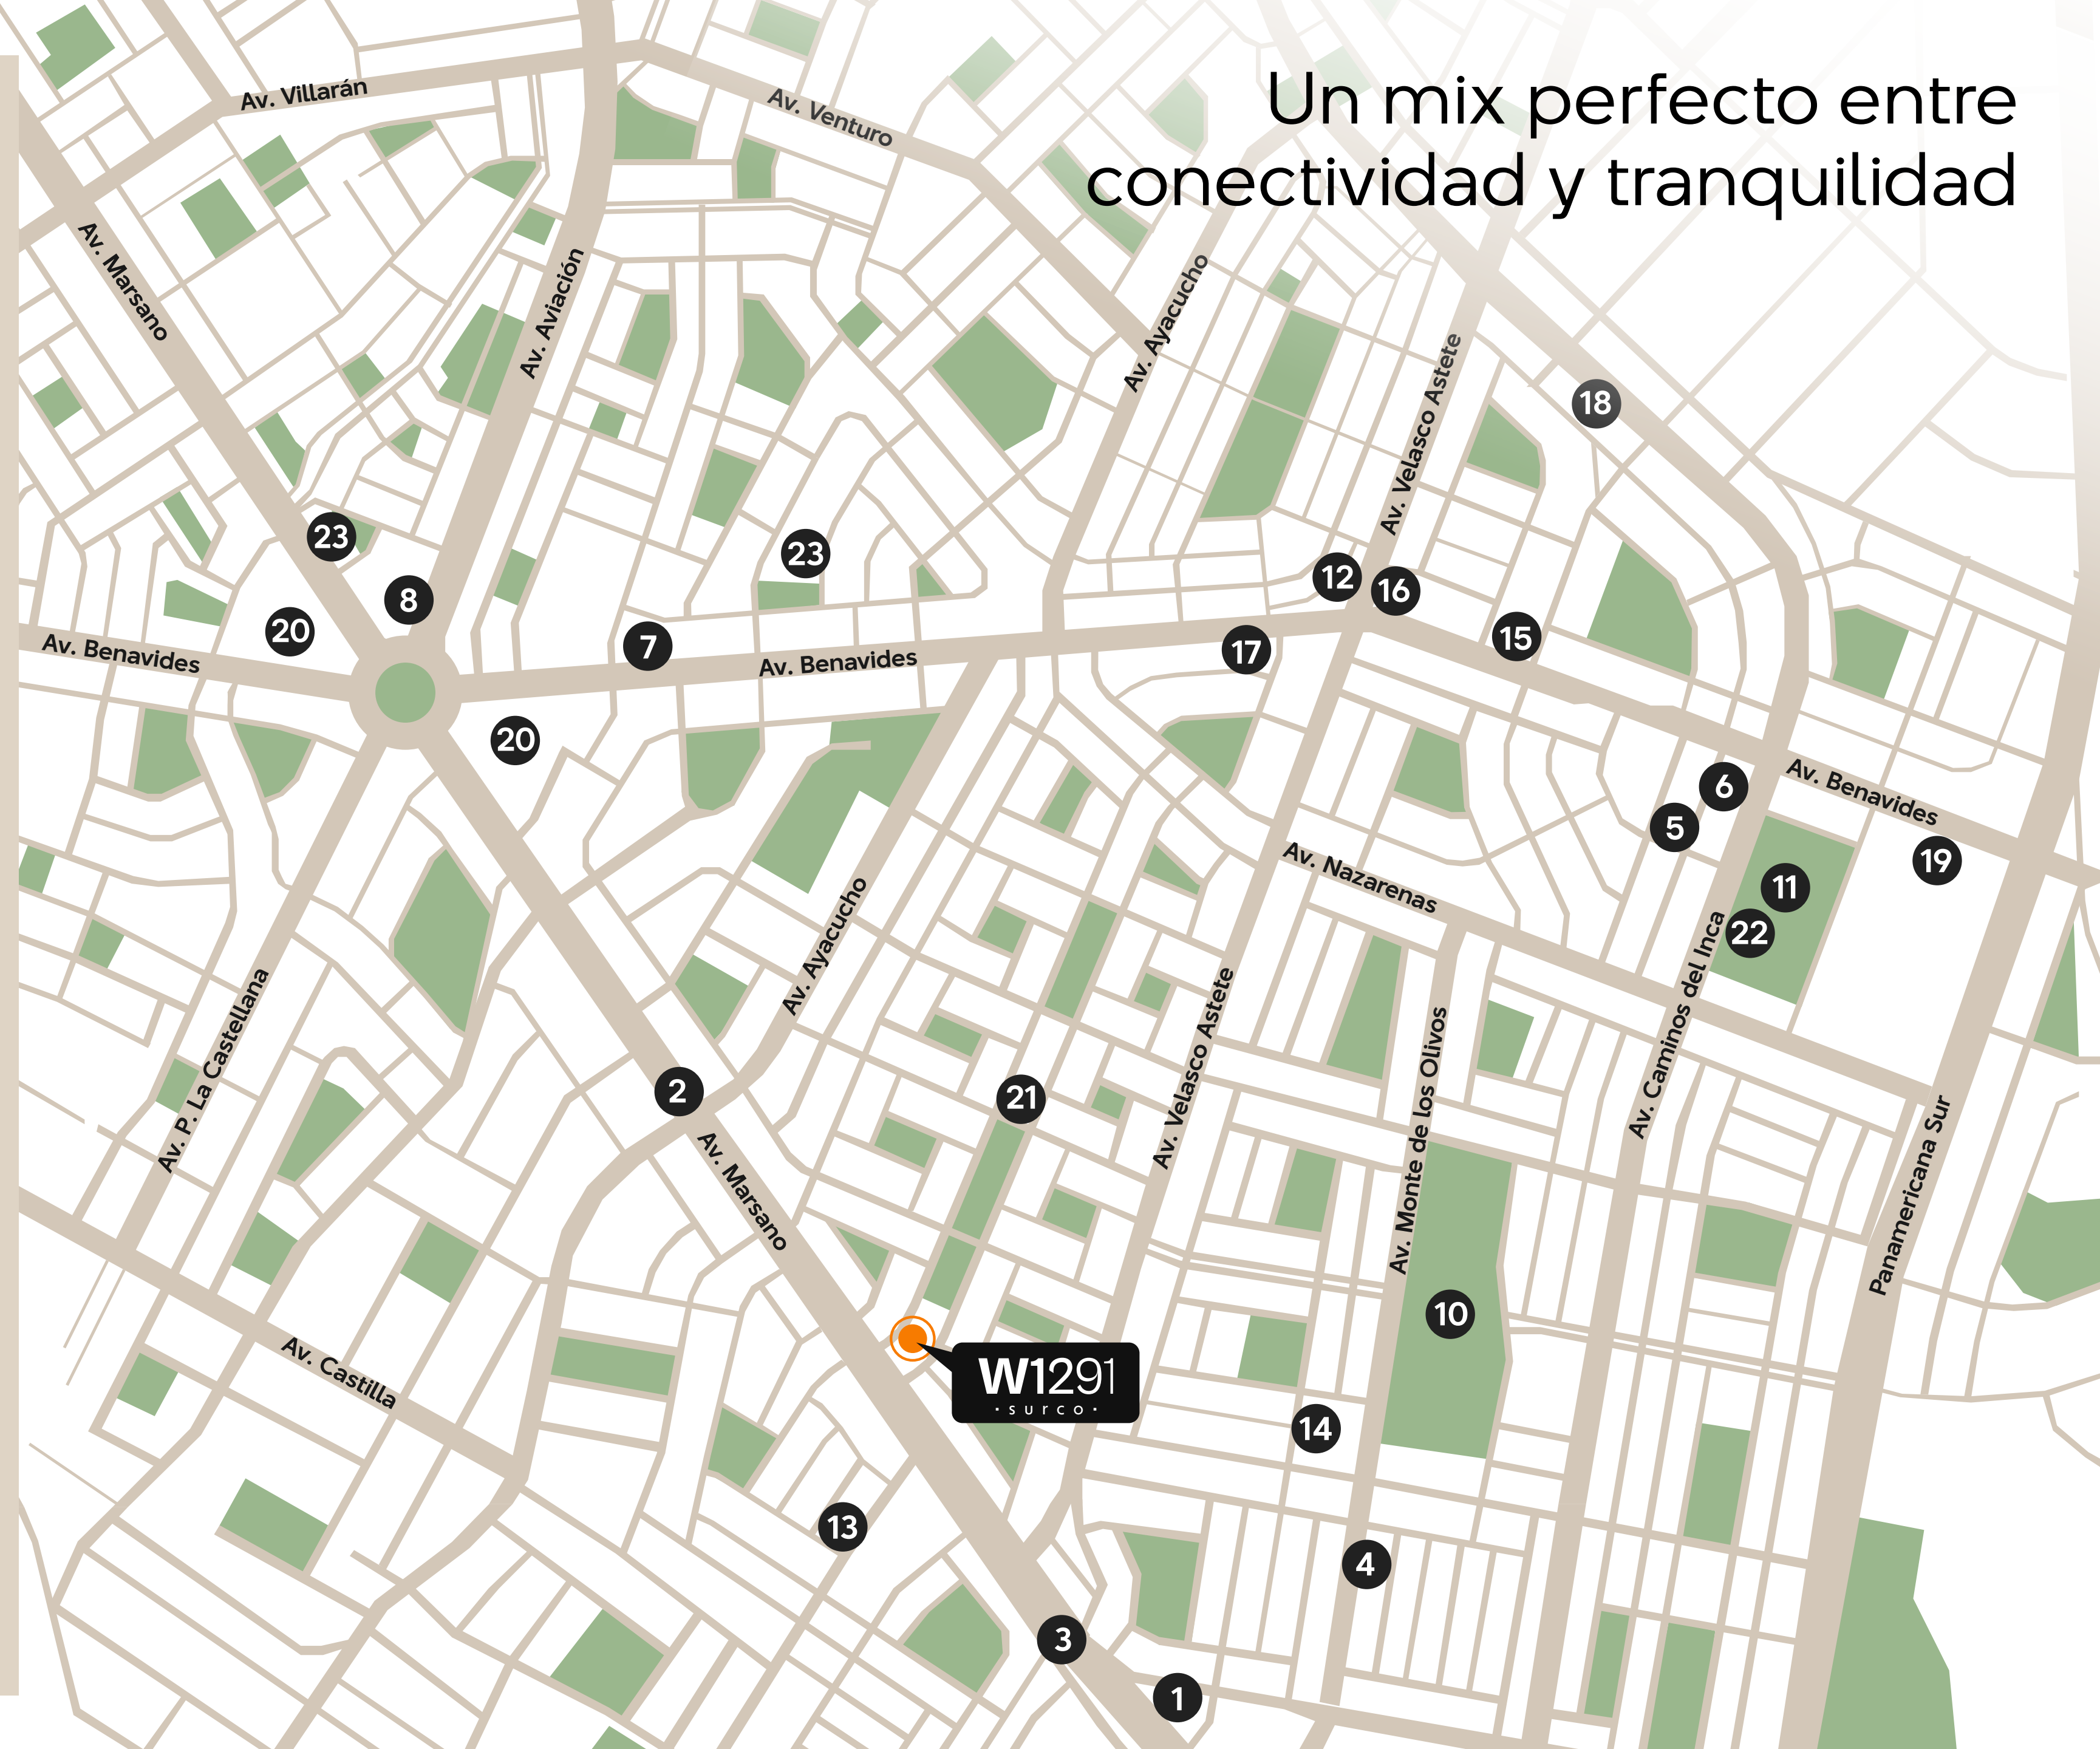 Un mix perfecto entre
conectividad y tranquilidad
Av. Villarán
Av. Venturo
Av. Marsano
Av. Aviación
Av. Ayacucho
Av. Velasco Astete
18
23
23
8
12
16
20
7
17
15
Av. Benavides
Av. Benavides
20
6
Av. Benavides
5
19
Av. Nazarenas
11
22
Av. Ayacucho
Av. P. La Castellana
Av. Velasco Astete
Av. Caminos del Inca
2
21
Av. Monte de los Olivos
Av. Marsano
Panamericana Sur
10
Av. Castilla
W1291
· surco ·
14
13
4
3
1